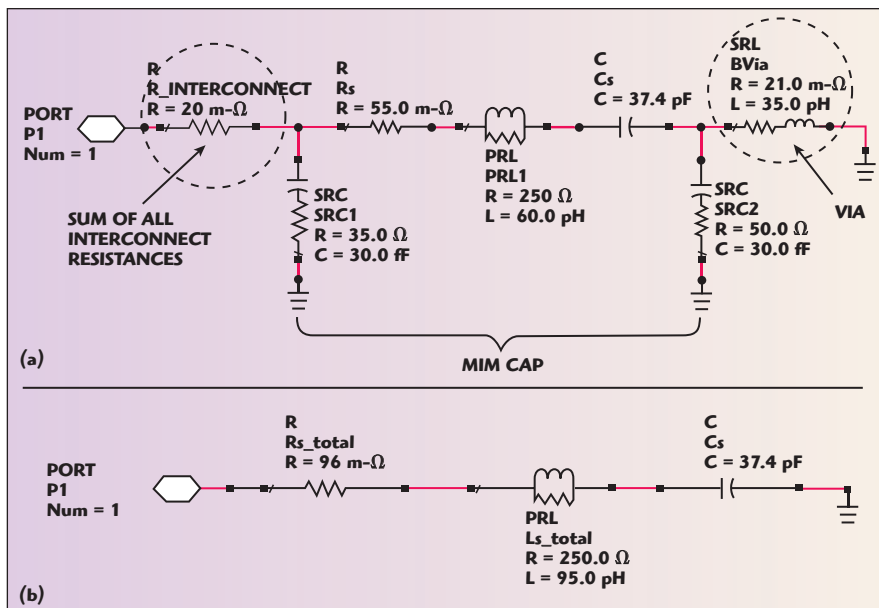 R
R_INTERCONNECT
R = 20 m-Ω
R
Rs
R = 55.0 m-Ω
C
Cs
C = 37.4 pF
SRL
BVia
R = 21.0 m-Ω
L = 35.0 pH
PORT
P1
Num = 1
SUM OF ALL
INTERCONNECT
RESISTANCES
SRC
SRC1
R = 35.0 Ω
C = 30.0 fF
PRL
PRL1
R = 250 Ω
L = 60.0 pH
SRC
SRC2
R = 50.0 Ω
C = 30.0 fF
VIA
MIM CAP
(a)
R
Rs_total
R = 96 m-Ω
C
Cs
C = 37.4 pF
PORT
P1
Num = 1
PRL
Ls_total
R = 250.0 Ω
L = 95.0 pH
(b)